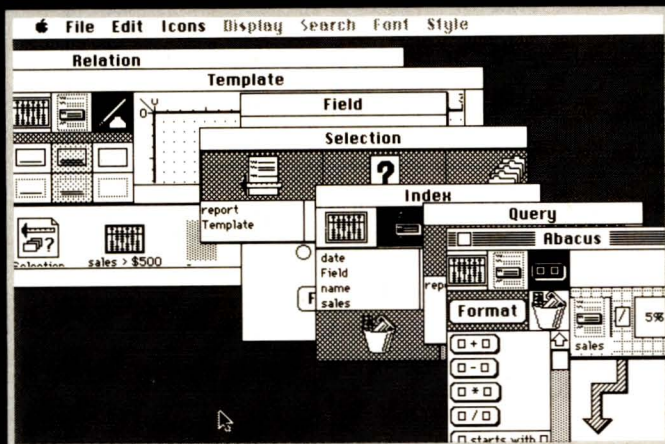 File Edit Icons Display Search Font Style
Relation
Template
Field
Selection
Index
Query
Abacus
report
Template
?
date
Field
name
sales
Format
sales
/
5%
Selection
sales > $500
+
-
*
/
starts with